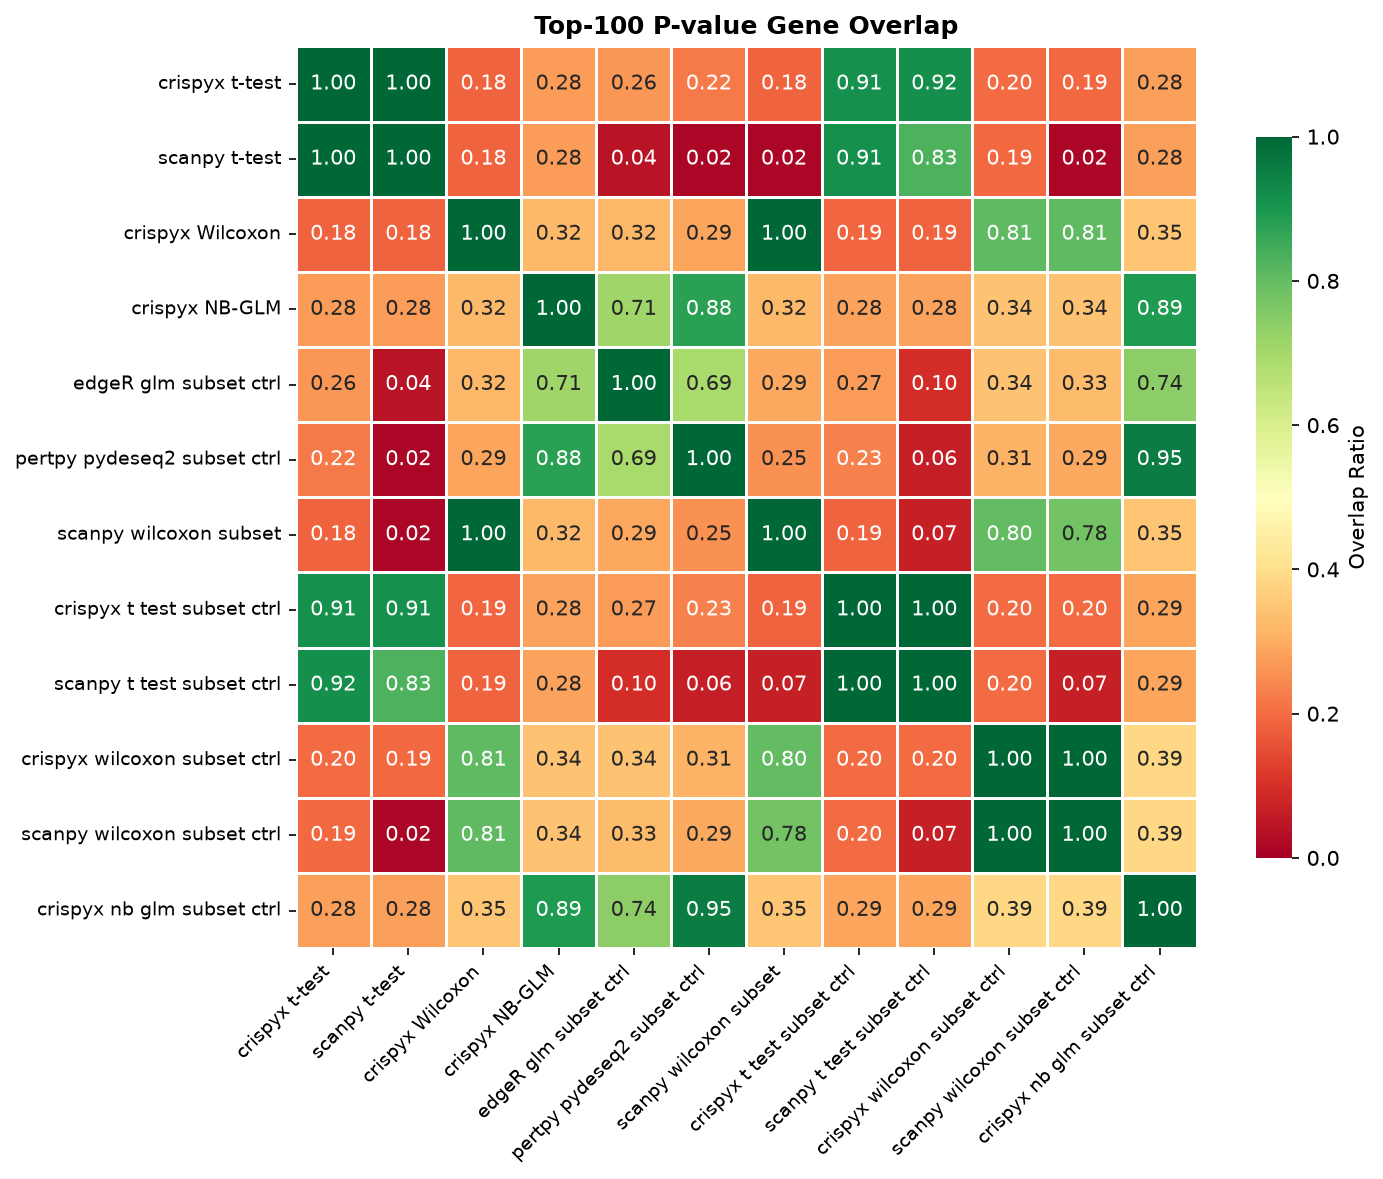 Top-100 P-value Gene Overlap
crispyx t-test 1.00 1.00 0.18 0.28 0.26 0.22 0.18 0.91 0.92 0.20 0.19 0.28
scanpy t-test 1.00 1.00 0.18 0.28 0.04 0.02 0.02 0.91 0.83 0.19 0.02 0.28
crispyx Wilcoxon 0.18 0.18 1.00 0.32 0.32 0.29 1.00 0.19 0.19 0.81 0.81 0.35
crispyx NB-GLM 0.28 0.28 0.32 1.00 0.71 0.88 0.32 0.28 0.28 0.34 0.34 0.89
edgeR glm subset ctrl 0.26 0.04 0.32 0.71 1.00 0.69 0.29 0.27 0.10 0.34 0.33 0.74
pertpy pydeseq2 subset ctrl 0.22 0.02 0.29 0.88 0.69 1.00 0.25 0.23 0.06 0.31 0.29 0.95
scanpy wilcoxon subset 0.18 0.02 1.00 0.32 0.29 0.25 1.00 0.19 0.07 0.80 0.78 0.35
crispyx t test subset ctrl 0.91 0.91 0.19 0.28 0.27 0.23 0.19 1.00 1.00 0.20 0.20 0.29
scanpy t test subset ctrl 0.92 0.83 0.19 0.28 0.10 0.06 0.07 1.00 1.00 0.20 0.07 0.29
crispyx wilcoxon subset ctrl 0.20 0.19 0.81 0.34 0.34 0.31 0.80 0.20 0.20 1.00 1.00 0.39
scanpy wilcoxon subset ctrl 0.19 0.02 0.81 0.34 0.33 0.29 0.78 0.20 0.07 1.00 1.00 0.39
crispyx nb glm subset ctrl 0.28 0.28 0.35 0.89 0.74 0.95 0.35 0.29 0.29 0.39 0.39 1.00
crispyx t-test
scanpy t-test
crispyx Wilcoxon
crispyx NB-GLM
edgeR glm subset ctrl
pertpy pydeseq2 subset ctrl
scanpy wilcoxon subset
crispyx t test subset ctrl
scanpy t test subset ctrl
crispyx wilcoxon subset ctrl
scanpy wilcoxon subset ctrl
crispyx nb glm subset ctrl
1.0
0.8
0.6
0.4
0.2
0.0
Overlap Ratio